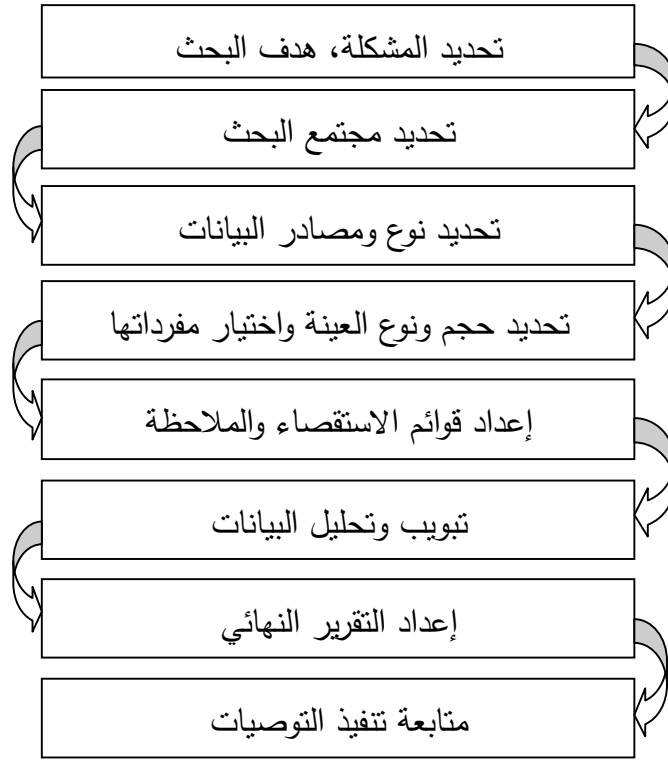 تحديد المشكلة، هدف البحث
تحديد مجتمع البحث
تحديد نوع ومصادر البيانات
تحديد حجم ونوع العينة واختيار مفرداتها
إعداد قوائم الاستقصاء والملاحظة
تبويب وتحليل البيانات
إعداد التقرير النهائي
متابعة تنفيذ التوصيات